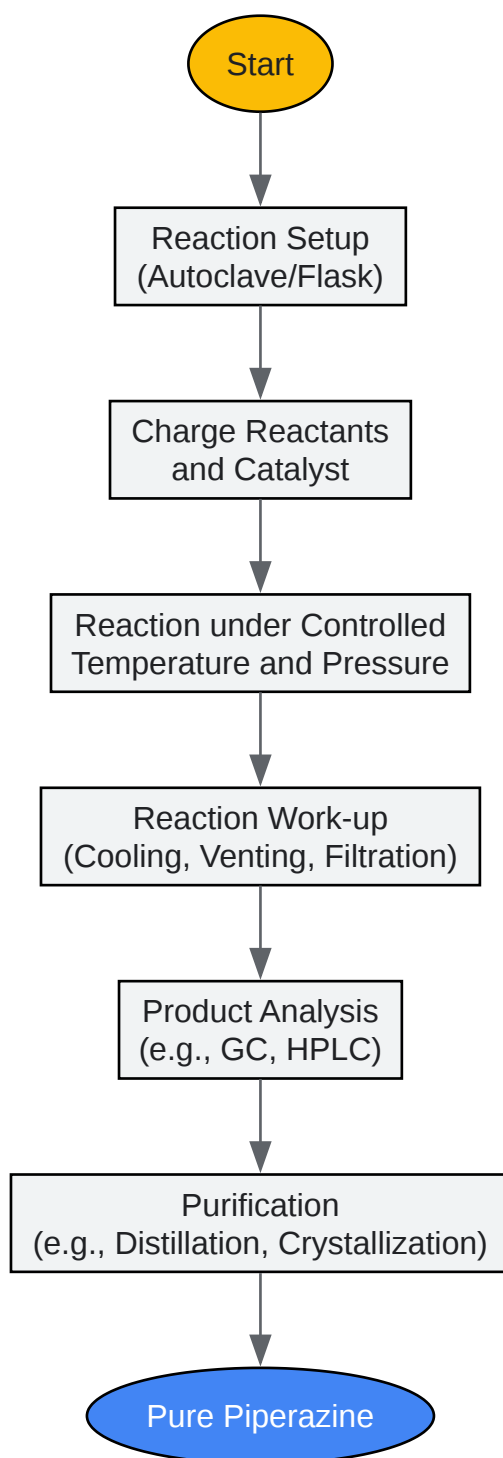 Start
Reaction Setup
(Autoclave/Flask)
Charge Reactants
and Catalyst
Reaction under Controlled
Temperature and Pressure
Reaction Work-up
(Cooling, Venting, Filtration)
Product Analysis
(e.g., GC, HPLC)
Purification
(e.g., Distillation, Crystallization)
Pure Piperazine